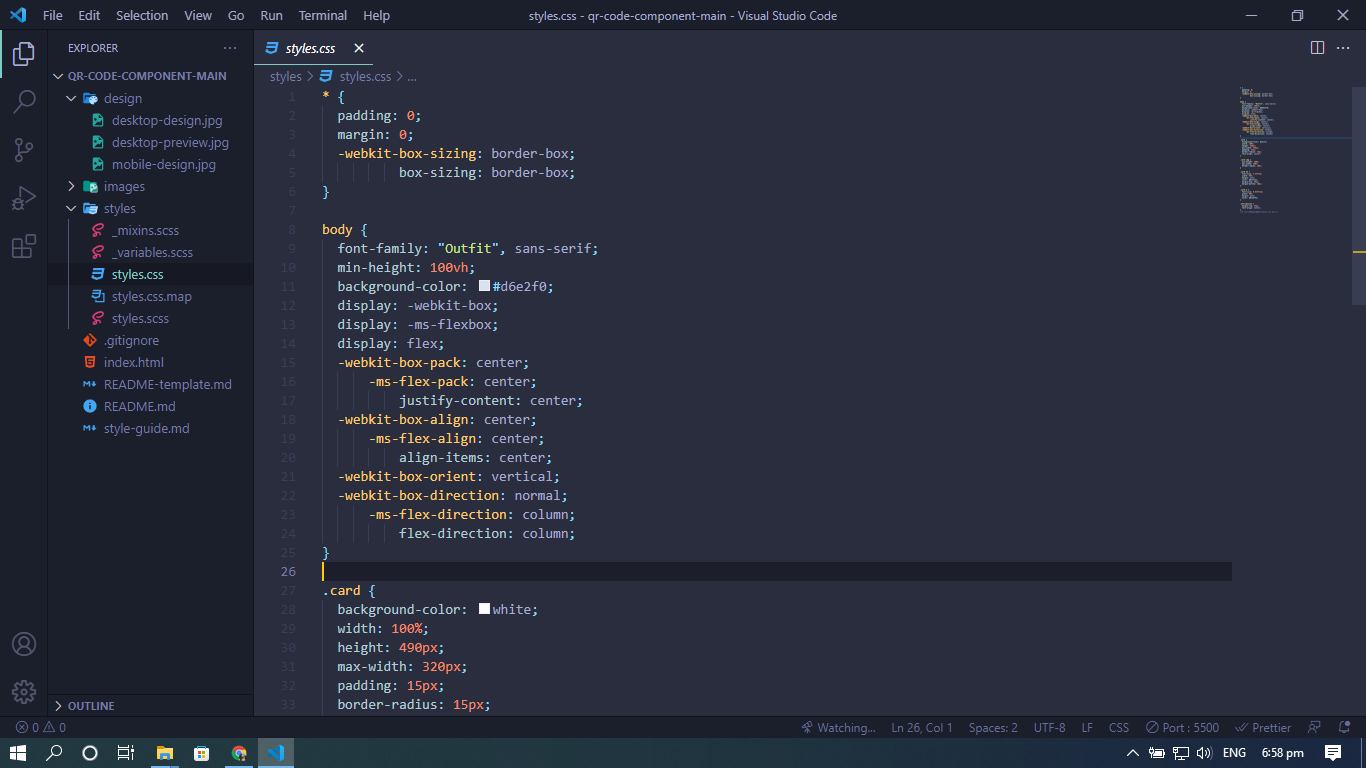 File Edit Selection View Go Run Terminal Help
styles.css - qr-code-component-main - Visual Studio Code
EXPLORER
QR-CODE-COMPONENT-MAIN
design
desktop-design.jpg
desktop-preview.jpg
mobile-design.jpg
images
styles
_mixins.scss
_variables.scss
styles.css
styles.css.map
styles.scss
.gitignore
index.html
README-template.md
README.md
style-guide.md
OUTLINE
styles.css
styles > styles.css > ...
1 * {
2 padding: 0;
3 margin: 0;
4 -webkit-box-sizing: border-box;
5 box-sizing: border-box;
6 }
7
8 body {
9 font-family: "Outfit", sans-serif;
10 min-height: 100vh;
11 background-color: #d6e2f0;
12 display: -webkit-box;
13 display: -ms-flexbox;
14 display: flex;
15 -webkit-box-pack: center;
16 -ms-flex-pack: center;
17 justify-content: center;
18 -webkit-box-align: center;
19 -ms-flex-align: center;
20 align-items: center;
21 -webkit-box-orient: vertical;
22 -webkit-box-direction: normal;
23 -ms-flex-direction: column;
24 flex-direction: column;
25 }
26
27 .card {
28 background-color: white;
29 width: 100%;
30 height: 490px;
31 max-width: 320px;
32 padding: 15px;
33 border-radius: 15px;
0 0 Watching... Ln 26, Col 1 Spaces: 2 UTF-8 LF CSS Port : 5500 Prettier
ENG 6:58 pm